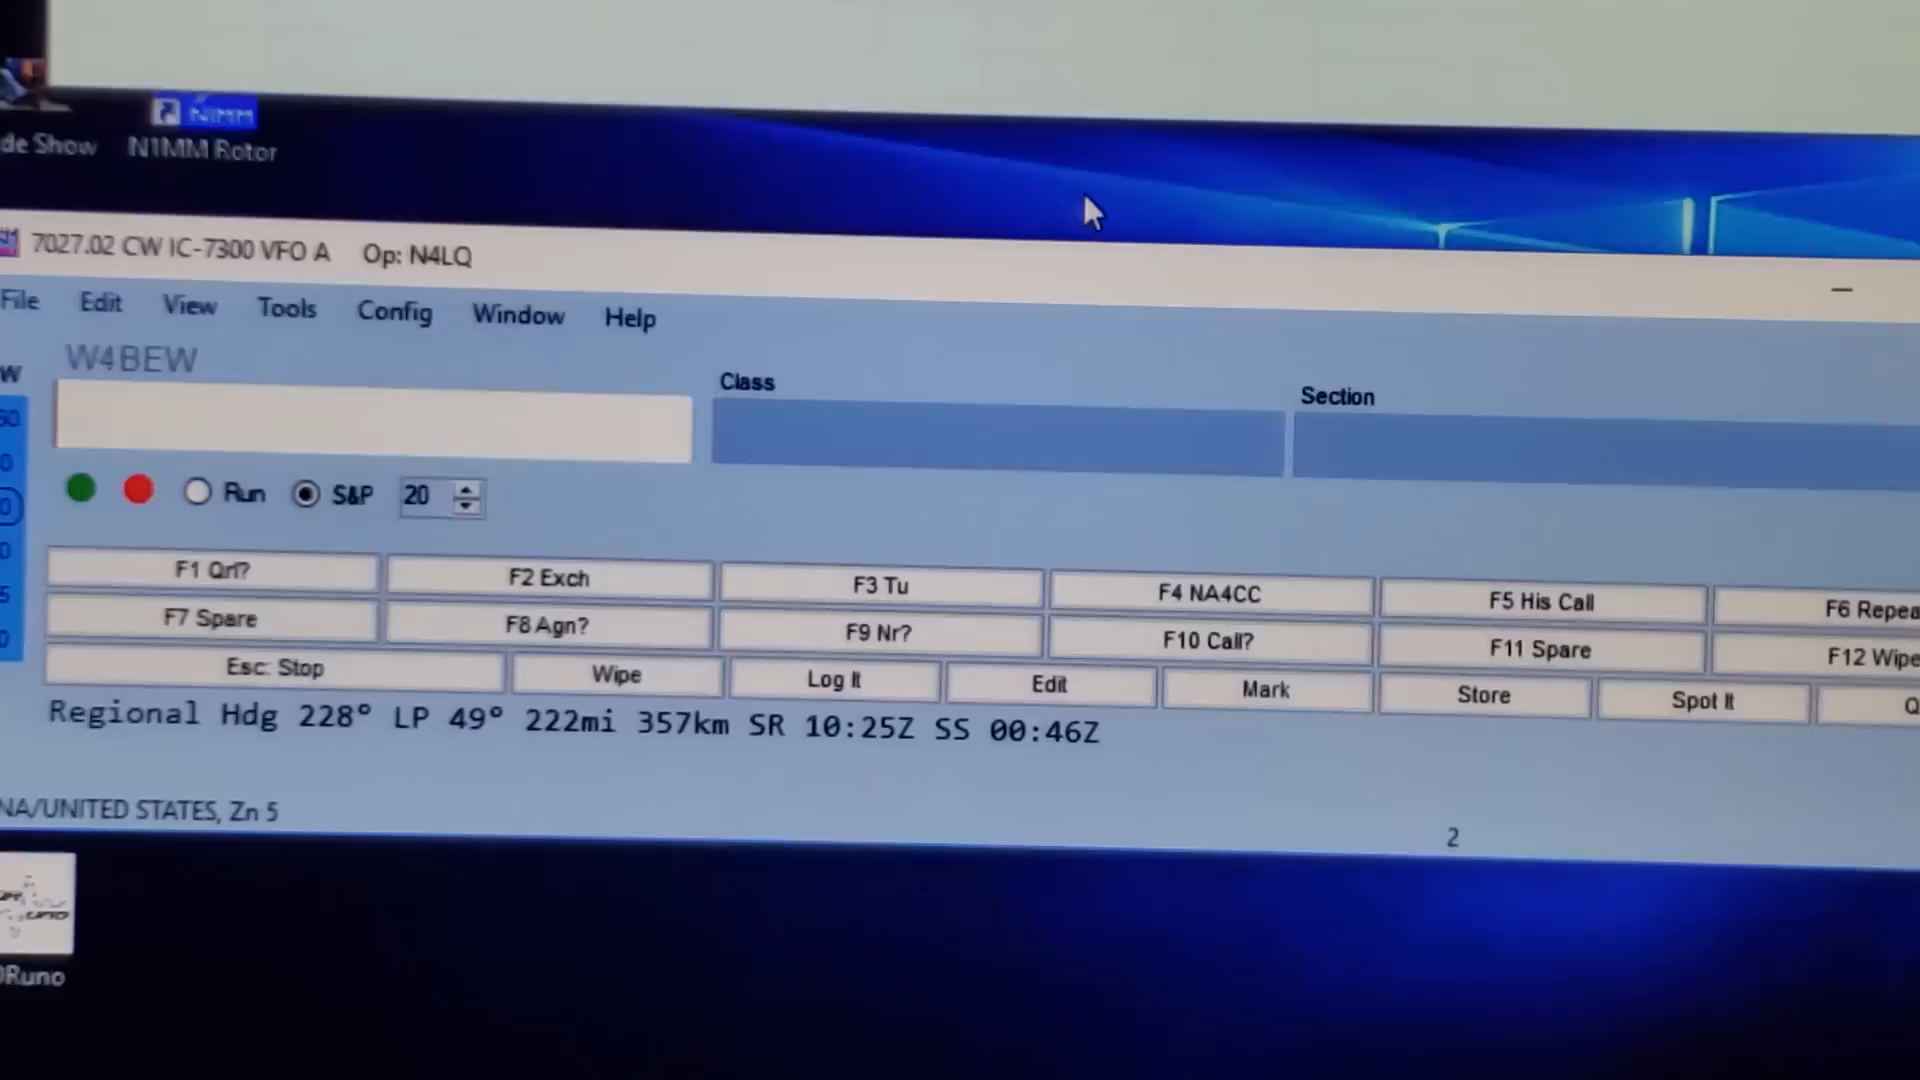 NIMM
de Show N1MM Rotor
7027.02 CW IC-7300 VFO A Op: N4LQ
File Edit View Tools Config Window Help
W4BEW
W
Class Section
Run S&P 20
F1 Qrl? F2 Exch F3 Tu F4 NA4CC F5 His Call F6 Repea
F7 Spare F8 Agn? F9 Nr? F10 Call? F11 Spare F12 Wipe
Esc: Stop Wipe Log It Edit Mark Store Spot It Q
Regional Hdg 228° LP 49° 222mi 357km SR 10:25Z SS 00:46Z
NA/UNITED STATES, Zn 5
2
Runo